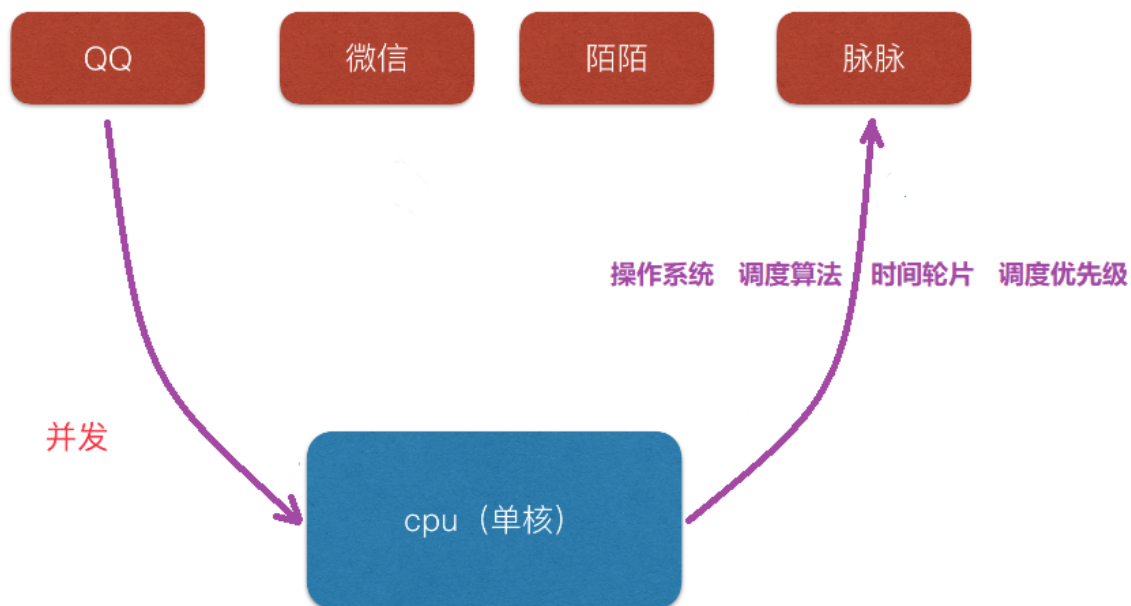 QQ
微信
陌陌
脉脉
操作系统 调度算法 时间轮片 调度优先级
并发
cpu（单核）